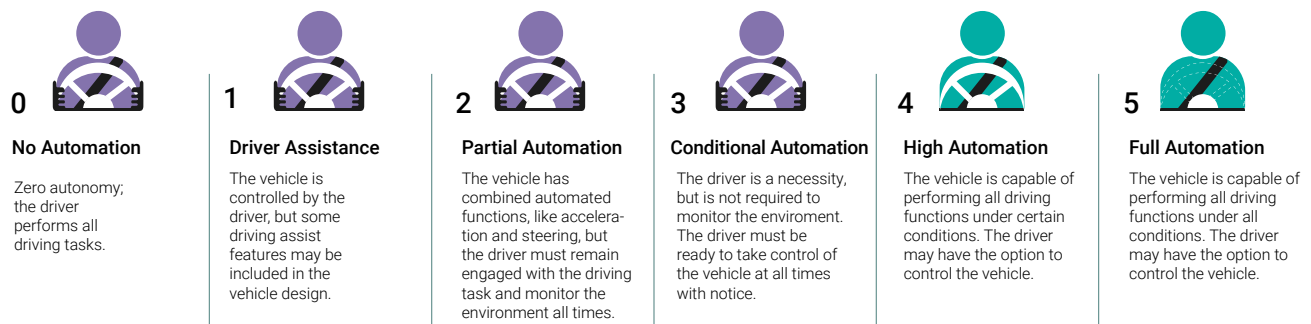 0
No Automation
Zero autonomy;
the driver
performs all
driving tasks.
1
Driver Assistance
The vehicle is
controlled by the
driver, but some
driving assist
features may be
included in the
vehicle design.
2
Partial Automation
The vehicle has
combined automated
functions, like accelera-
tion and steering, but
the driver must remain
engaged with the driving
task and monitor the
environment all times.
3
Conditional Automation
The driver is a necessity,
but is not required to
monitor the enviroment.
The driver must be
ready to take control of
the vehicle at all times
with notice.
4
High Automation
The vehicle is capable of
performing all driving
functions under certain
conditions. The driver
may have the option to
control the vehicle.
5
Full Automation
The vehicle is capable of
performing all driving
functions under all
conditions. The driver
may have the option to
control the vehicle.